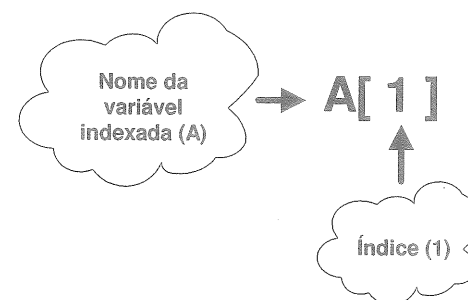 Nome da
variável
indexada (A)
A[ 1 ]
Índice (1)